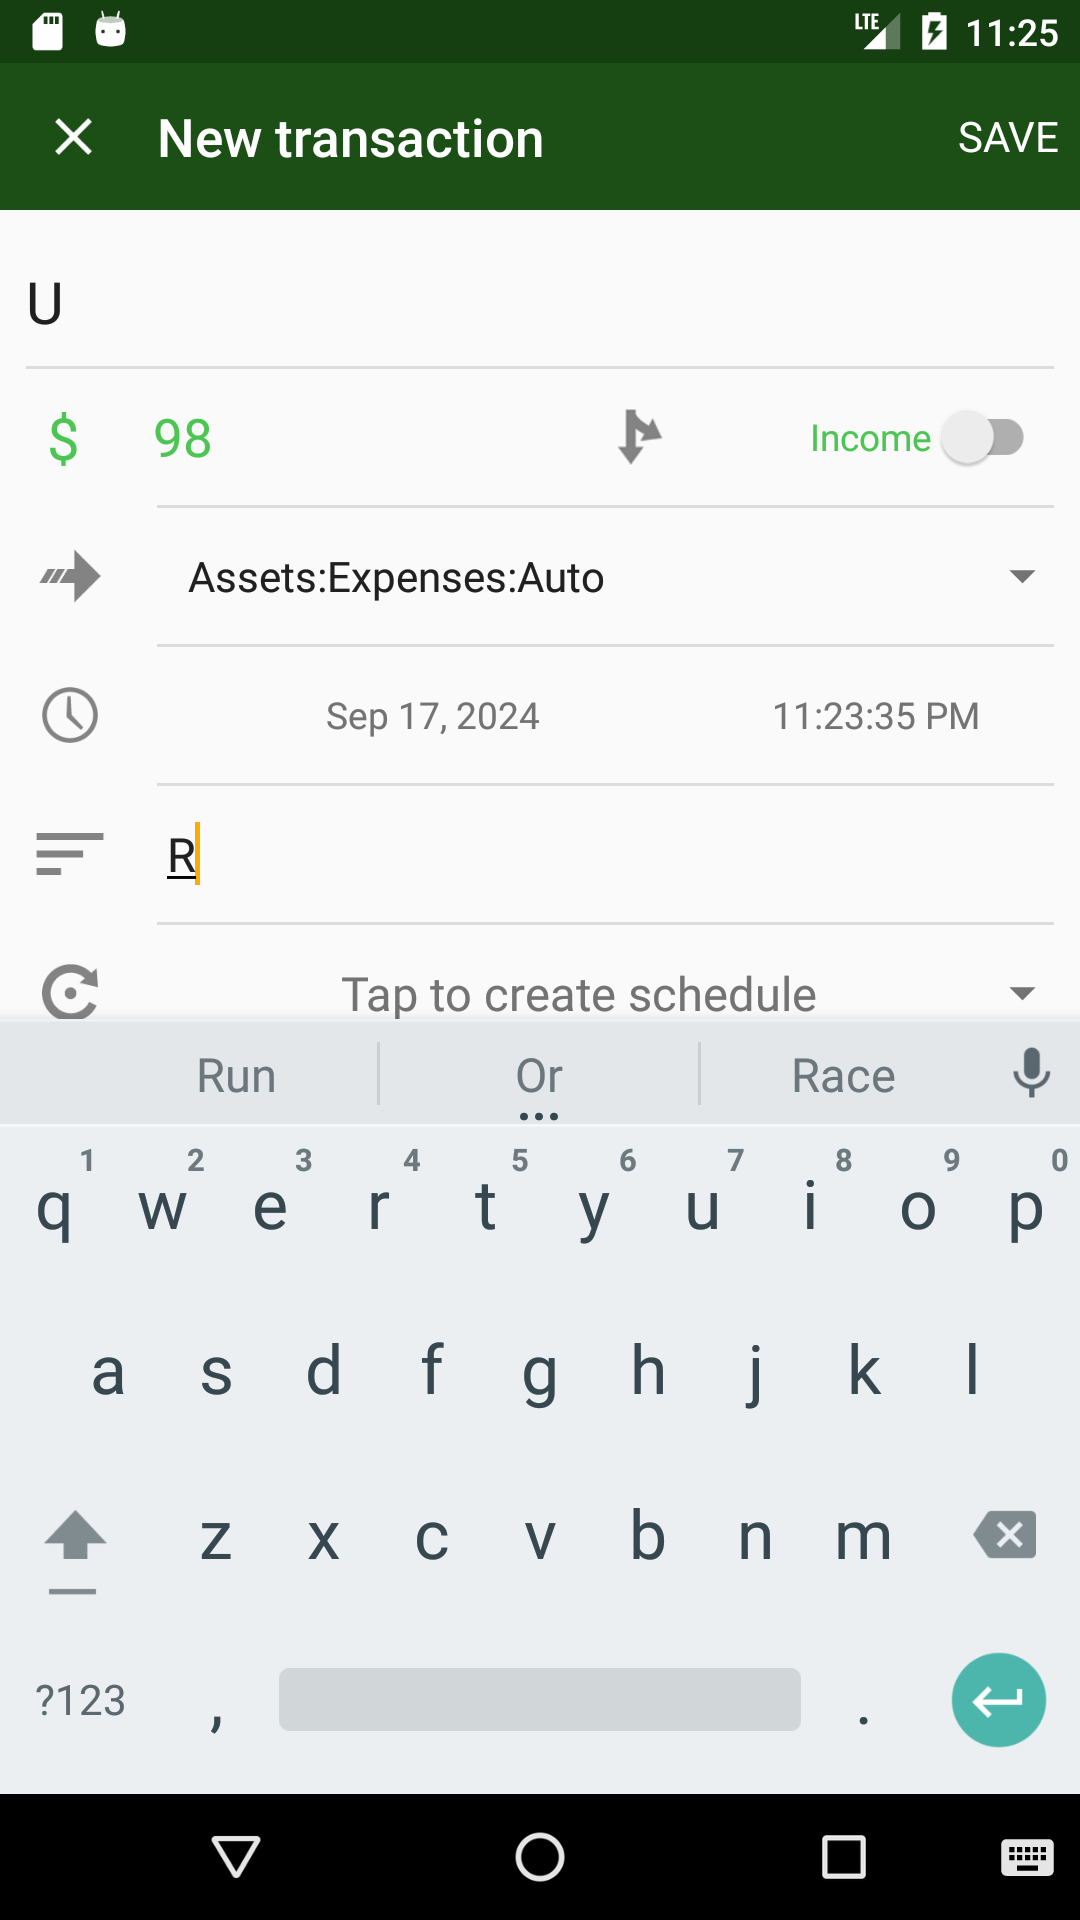 LTE 11:25
New transaction SAVE
U
$ 98 Income
Assets:Expenses:Auto
Sep 17, 2024 11:23:35 PM
R
Tap to create schedule
Run Or Race
1 2 3 4 5 6 7 8 9 0
q w e r t y u i o p
a s d f g h j k l
z x c v b n m
?123 , .